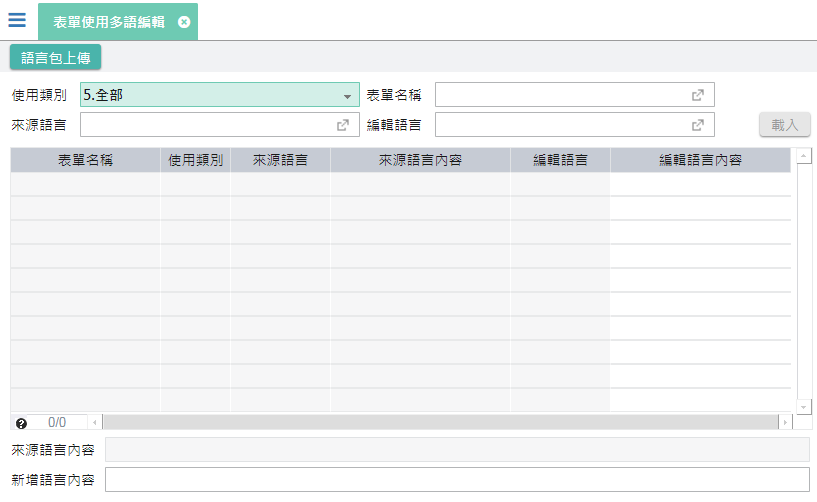 表單使用多語編輯
語言包上傳
使用類別 5.全部 表單名稱
來源語言 編輯語言 載入
表單名稱 使用類別 來源語言 來源語言內容 編輯語言 編輯語言內容
0/0
來源語言內容
新增語言內容